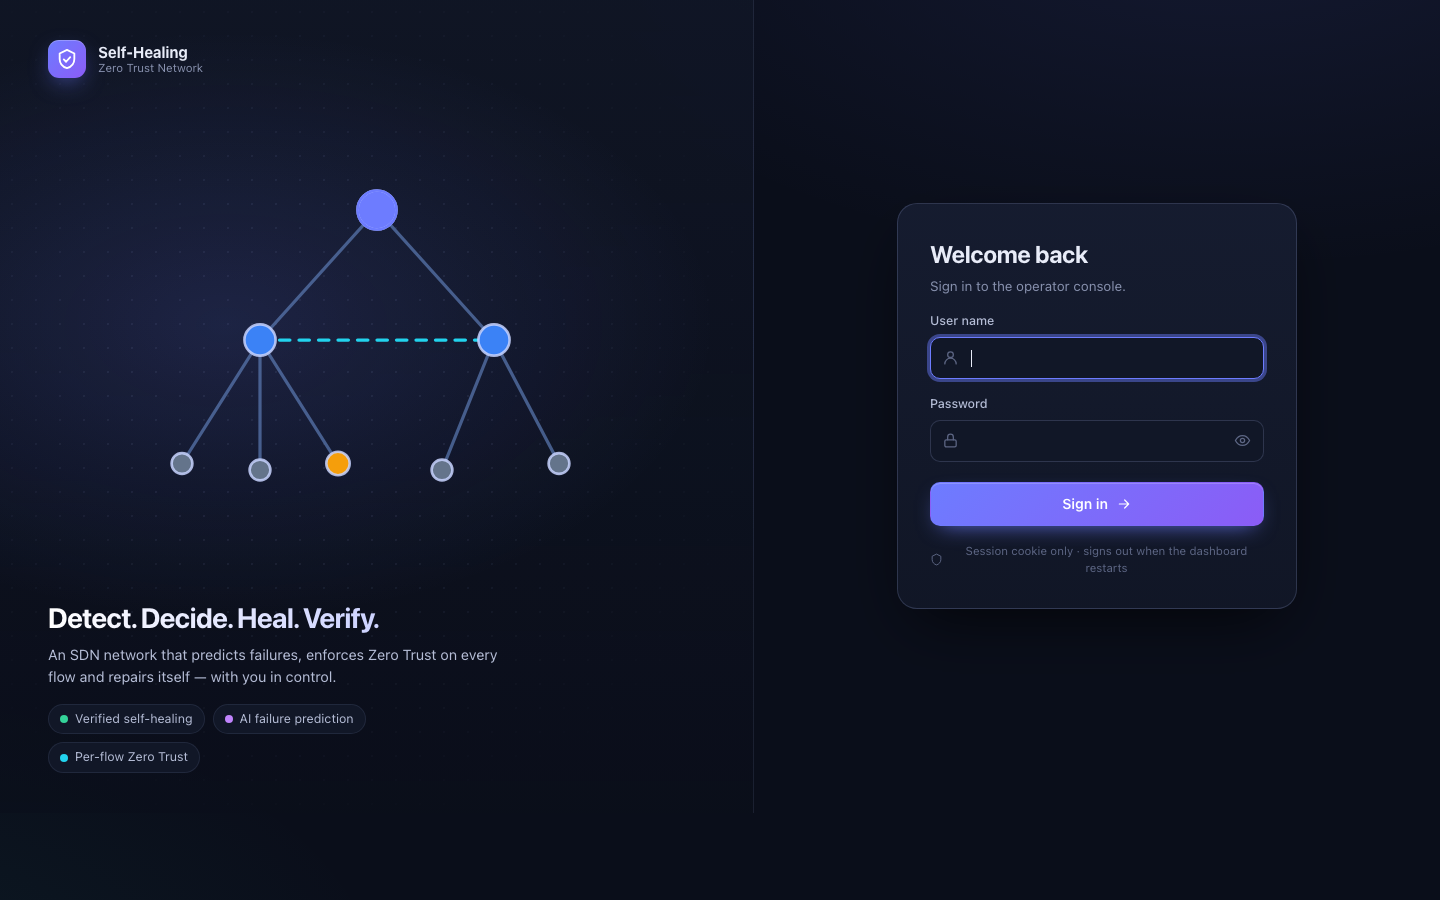 Self-Healing
Zero Trust Network
Detect. Decide. Heal. Verify.
An SDN network that predicts failures, enforces Zero Trust on every
flow and repairs itself — with you in control.
Verified self-healing
AI failure prediction
Per-flow Zero Trust
Welcome back
Sign in to the operator console.
User name
Password
Sign in →
Session cookie only · signs out when the dashboard
restarts